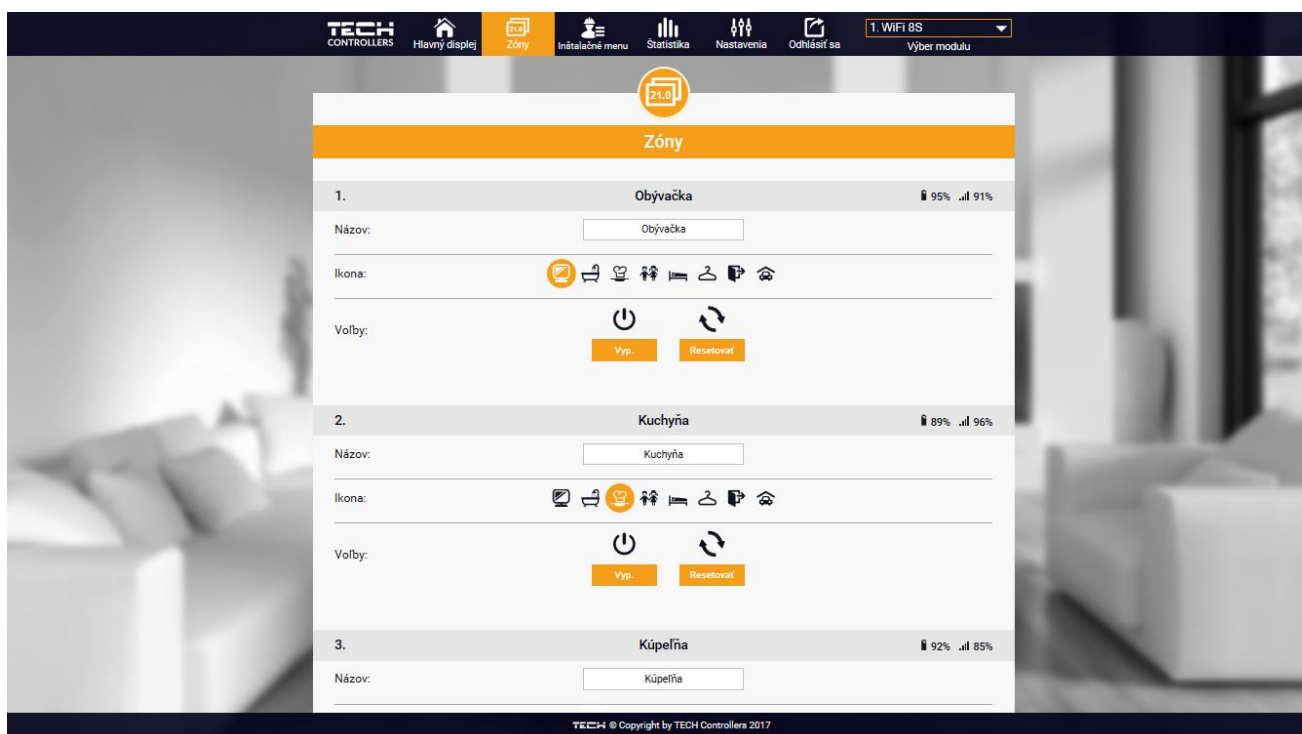 TECH
CONTROLLERS
Hlavný displej
21.0
Zóny
Inštalačné menu
Štatistika
Nastavenia
Odhlásiť sa
1. WiFi 8S
Výber modulu
21.0
Zóny
1. Obývačka 95% 91%
Názov: Obývačka
Ikona:
Voľby:
Vyp. Resetovať
2. Kuchyňa 89% 96%
Názov: Kuchyňa
Ikona:
Voľby:
Vyp. Resetovať
3. Kúpeľňa 92% 85%
Názov: Kúpeľňa
TECH © Copyright by TECH Controllers 2017